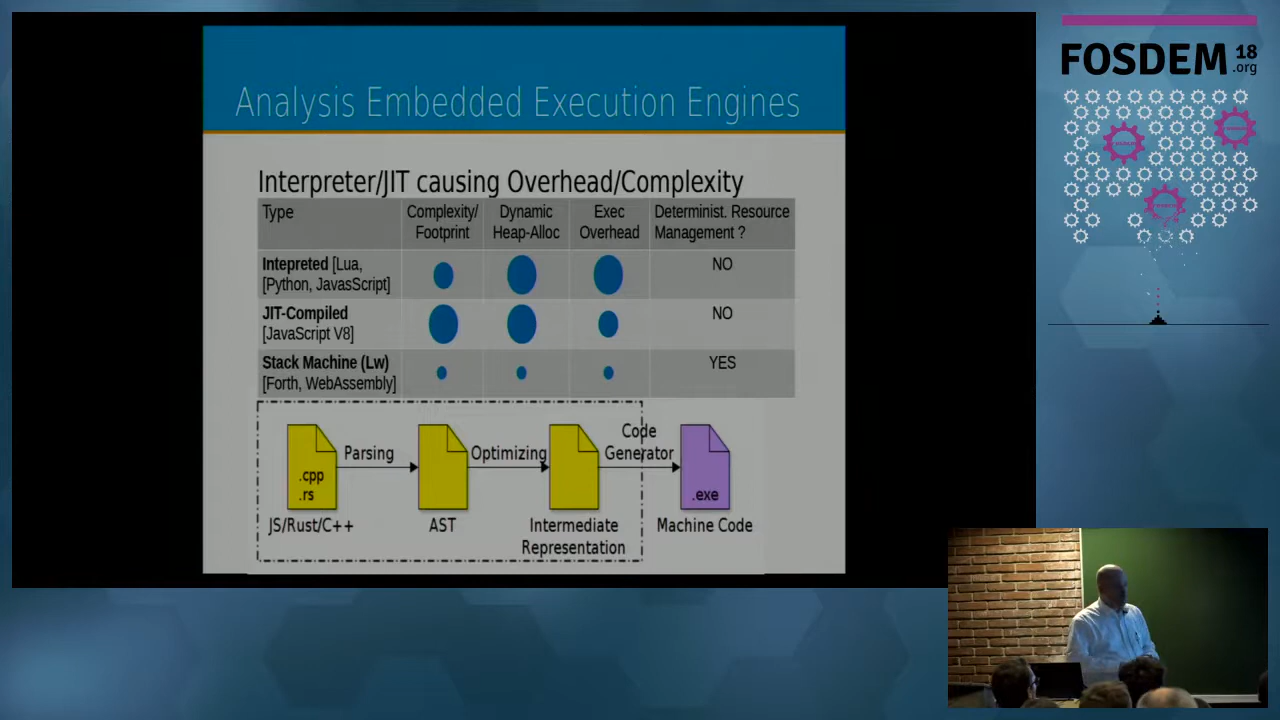 FOSDEM 18
.org
Analysis Embedded Execution Engines
Interpreter/JIT causing Overhead/Complexity
Type
Complexity/
Footprint
Dynamic
Heap-Alloc
Exec
Overhead
Determinist. Resource
Management ?
Intepreted [Lua,
[Python, JavasScript]
NO
JIT-Compiled
[JavaScript V8]
NO
Stack Machine (Lw)
[Forth, WebAssembly]
YES
Parsing
Optimizing
Code
Generator
.cpp
.rs
.exe
JS/Rust/C++
AST
Intermediate
Representation
Machine Code